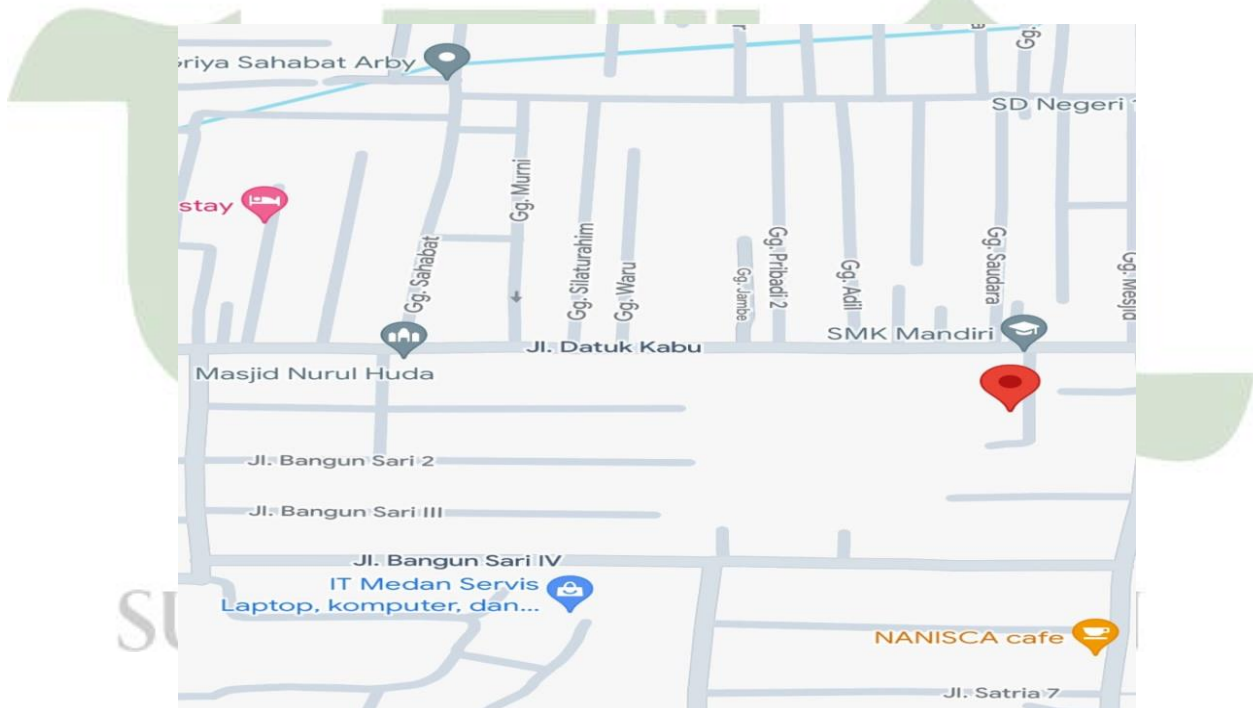 riya Sahabat Arby
Gg.
SD Negeri
Gg. Murni
stay
Gg. Sahabat
Gg. Silaturahim
Gg. Waru
Gg. Jambe
Gg. Pribadi 2
Gg. Adil
Gg. Saudara
Gg. Mesjid
SMK Mandiri
Jl. Datuk Kabu
Masjid Nurul Huda
Jl. Bangun Sari 2
Jl. Bangun Sari III
Jl. Bangun Sari IV
IT Medan Servis
Laptop, komputer, dan...
SU
NANISCA cafe
Jl. Satria 7